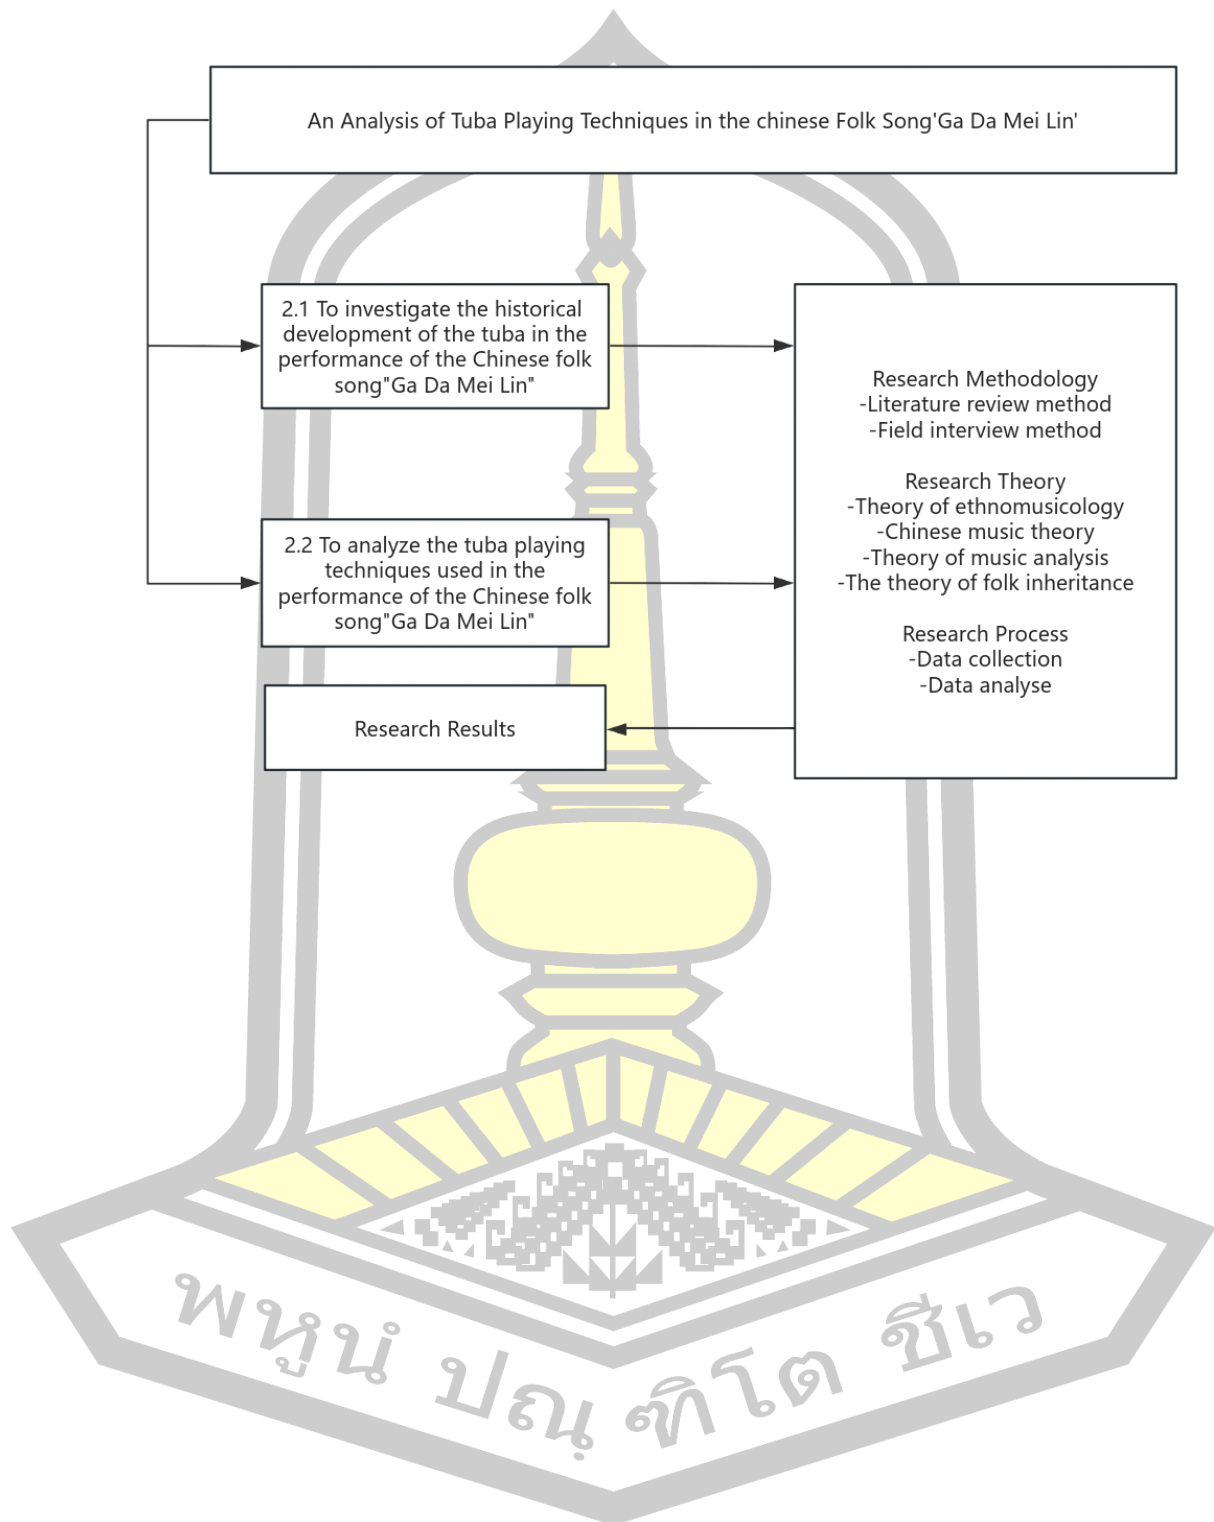 An Analysis of Tuba Playing Techniques in the chinese Folk Song'Ga Da Mei Lin'
2.1 To investigate the historical
development of the tuba in the
performance of the Chinese folk
song"Ga Da Mei Lin"
Research Methodology
-Literature review method
-Field interview method
Research Theory
-Theory of ethnomusicology
-Chinese music theory
-Theory of music analysis
-The theory of folk inheritance
Research Process
-Data collection
-Data analyse
2.2 To analyze the tuba playing
techniques used in the
performance of the Chinese folk
song"Ga Da Mei Lin"
Research Results
พหูนํ ปณฺฑิโต ชีเว